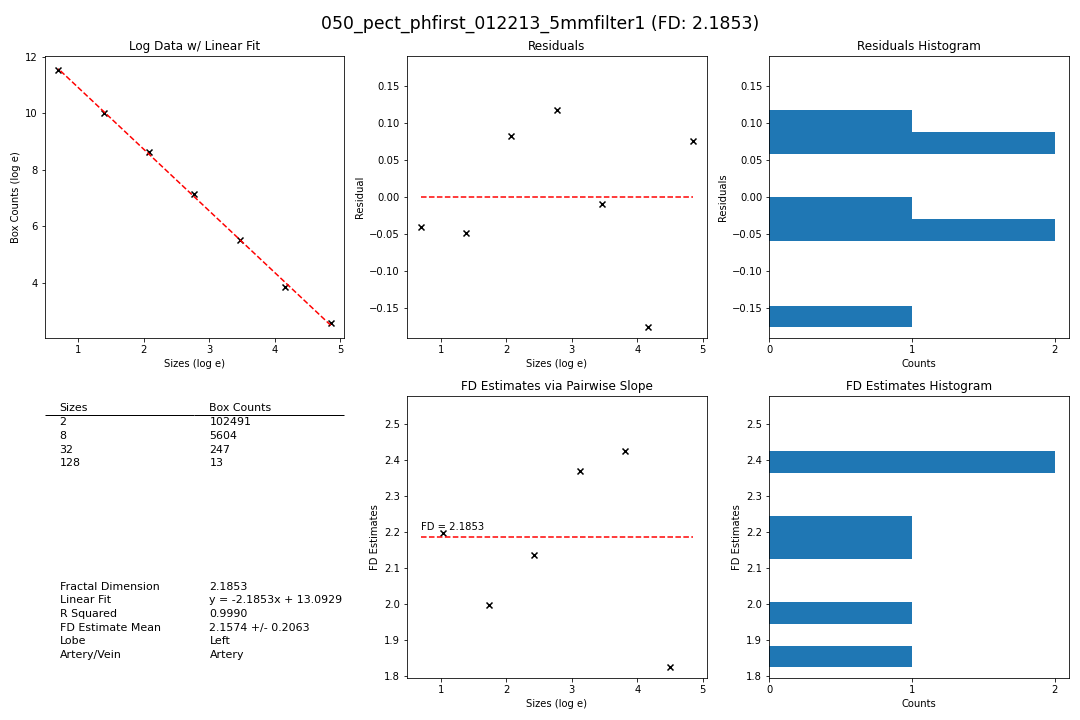 050_pect_phfirst_012213_5mmfilter1 (FD: 2.1853)
Log Data w/ Linear Fit
12
10
8
6
4
Box Counts (log e)
1 2 3 4 5
Sizes (log e)
Residuals
0.15
0.10
0.05
0.00
−0.05
−0.10
−0.15
Residual
1 2 3 4 5
Sizes (log e)
Residuals Histogram
0.15
0.10
0.05
0.00
−0.05
−0.10
−0.15
Residuals
0 1 2
Counts
Sizes Box Counts
2 102491
8 5604
32 247
128 13
Fractal Dimension 2.1853
Linear Fit y = -2.1853x + 13.0929
R Squared 0.9990
FD Estimate Mean 2.1574 +/- 0.2063
Lobe Left
Artery/Vein Artery
FD Estimates via Pairwise Slope
2.5
2.4
2.3
2.2
2.1
2.0
1.9
1.8
FD Estimates
FD = 2.1853
1 2 3 4 5
Sizes (log e)
FD Estimates Histogram
2.5
2.4
2.3
2.2
2.1
2.0
1.9
1.8
FD Estimates
0 1 2
Counts